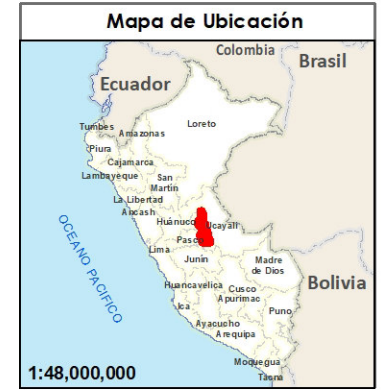 Mapa de Ubicación
Colombia
Brasil
Ecuador
Loreto
Tumbes
Amazonas
Piura
Cajamarca
Lambayeque
San
Martín
La Libertad
Ancash
Huánuco
Ucayali
Pasco
Lima
Junín
Madre
de Dios
OCEANO PACIFICO
Huancavelica
Cusco
Apurimac
Bolivia
Ica
Puno
Ayacucho
Arequipa
Moquegua
Tacna
1:48,000,000